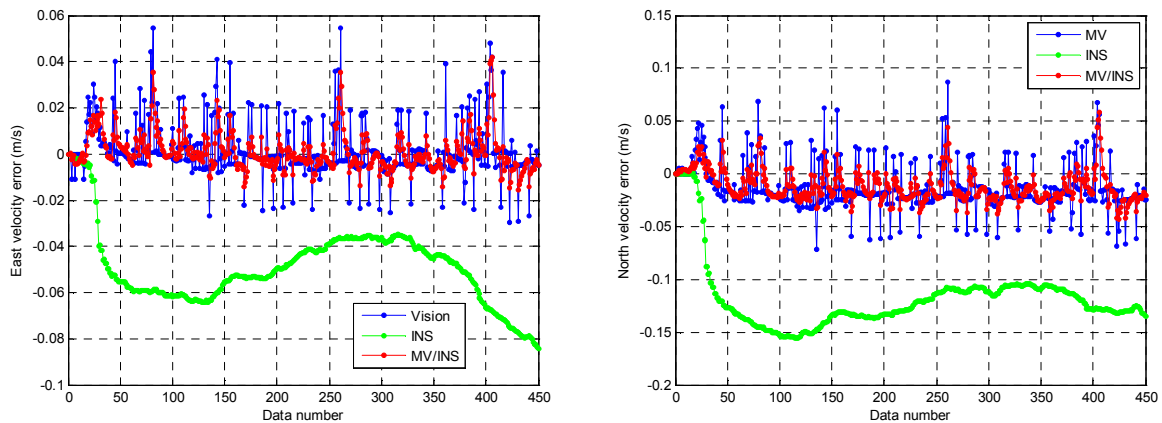 0.06
0.04
0.02
0
-0.02
-0.04
-0.06
-0.08
-0.1
East velocity error (m/s)
0 50 100 150 200 250 300 350 400 450
Data number
Vision
INS
MV/INS
0.15
0.1
0.05
0
-0.05
-0.1
-0.15
-0.2
North velocity error (m/s)
0 50 100 150 200 250 300 350 400 450
Data number
MV
INS
MV/INS